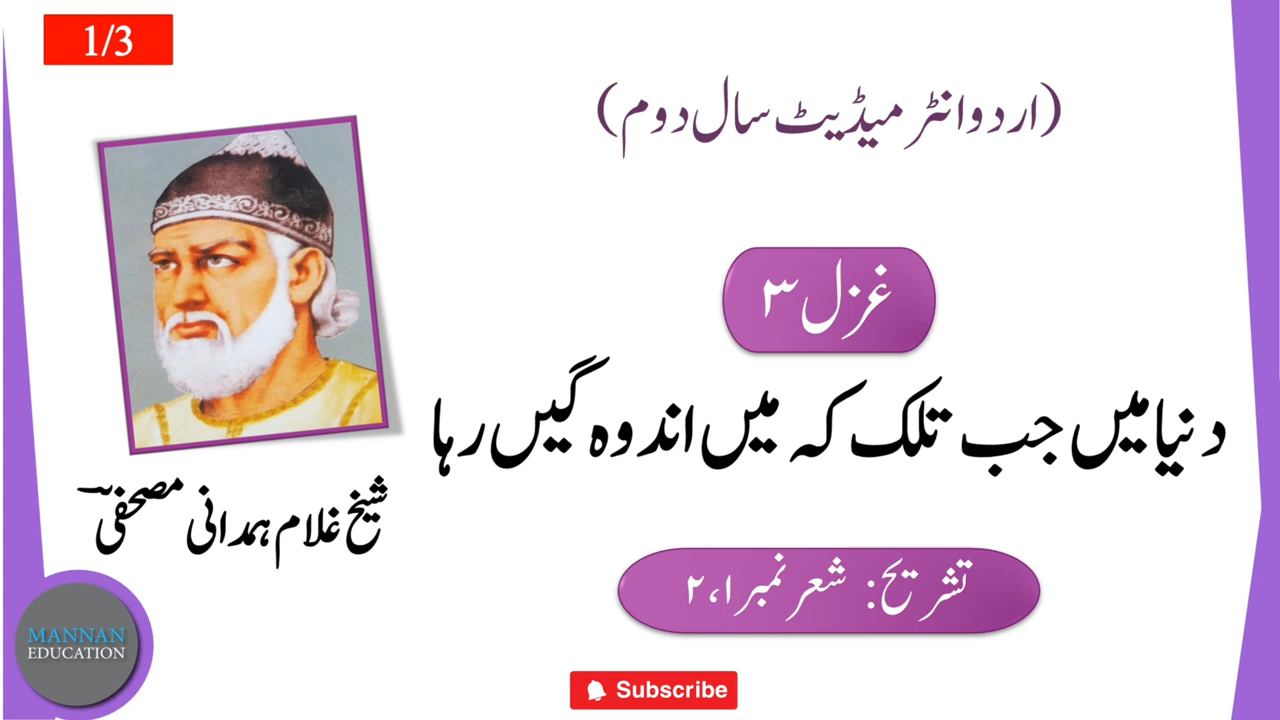 1/3
(اردو انٹر میڈیٹ سال دوم)
غزل ۳
دنیا میں جب تلک کہ میں اندوہ گیں رہا
شیخ غلام ہمدانی مصحفیؔ
تشریح: شعر نمبر ۱، ۲
MANNAN
EDUCATION
Subscribe